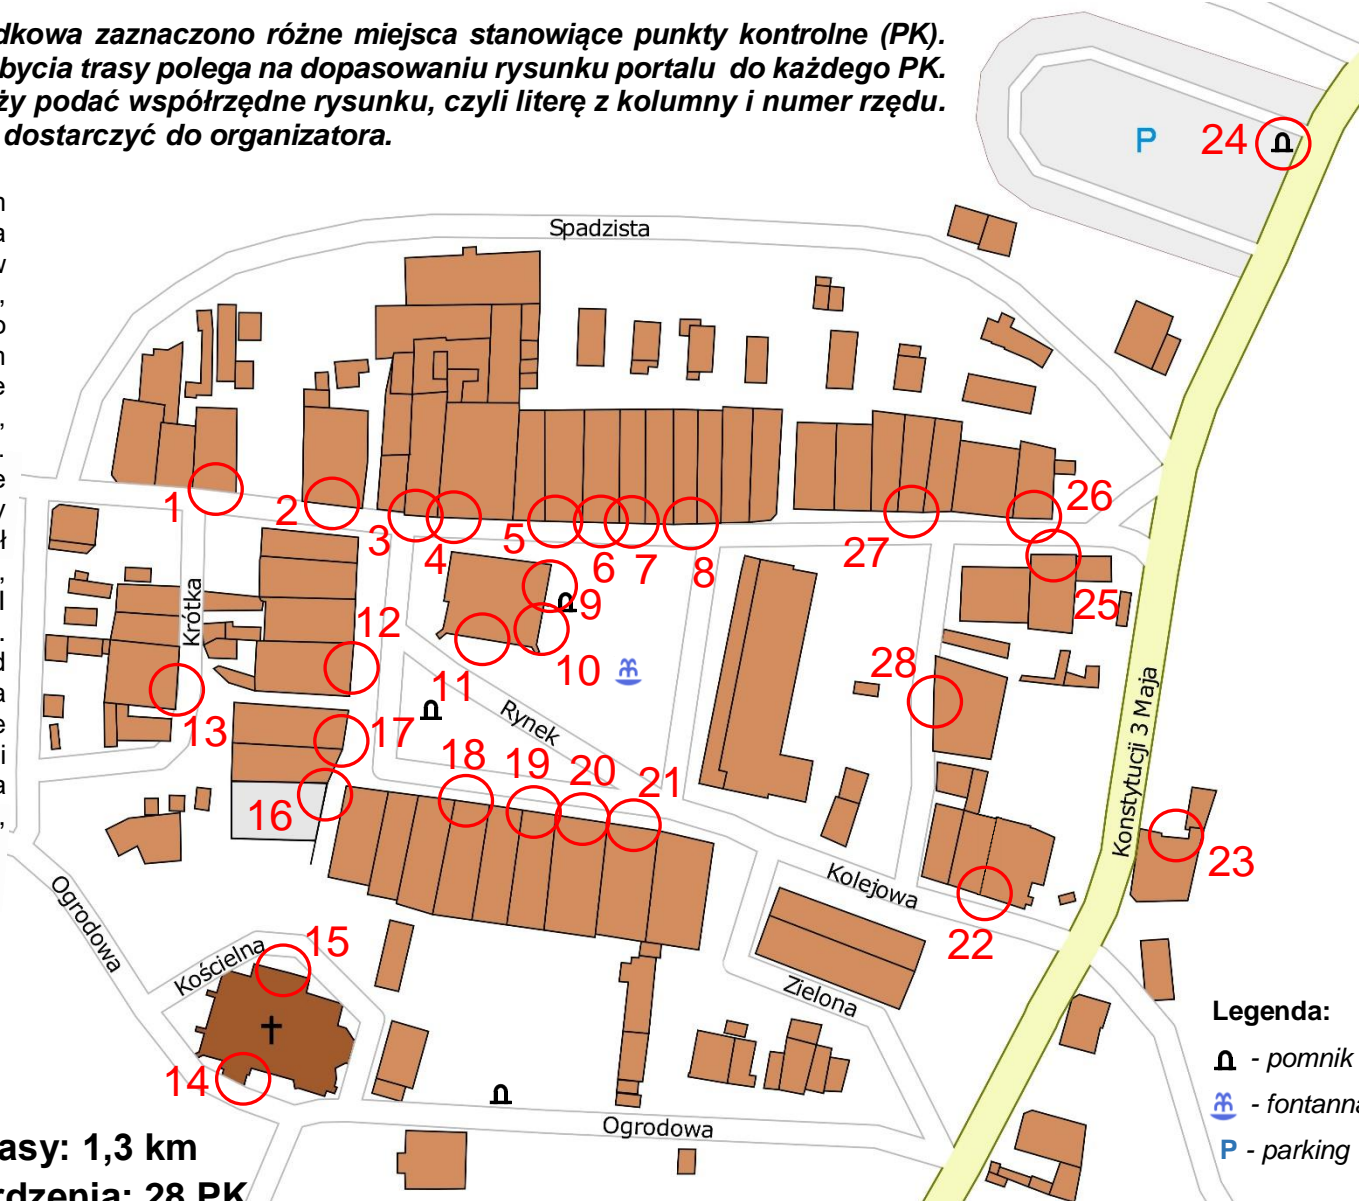 dkowa zaznaczono różne miejsca stanowiące punkty kontrolne (PK).
bycia trasy polega na dopasowaniu rysunku portalu do każdego PK.
ży podać współrzędne rysunku, czyli literę z kolumny i numer rzędu.
dostarczyć do organizatora.
P
24
Spadzista
1
2
3
4
5
6
7
8
27
26
25
Krótka
12
9
10
11
28
13
17
Rynek
18
19
20
21
16
Konstytucji 3 Maja
23
Kolejowa
22
Ogrodowa
15
Kościelna
Zielona
14
Ogrodowa
Legenda:
- pomnik
- fontanna
P - parking
asy: 1,3 km
rdzenia: 28 PK